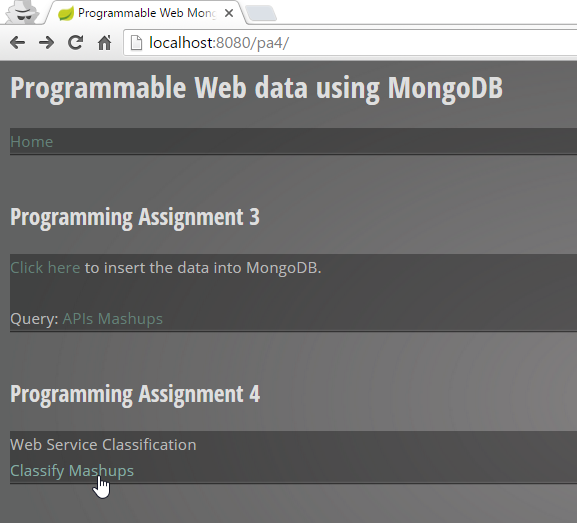 Programmable Web Mong
localhost:8080/pa4/
Programmable Web data using MongoDB
Home
Programming Assignment 3
Click here to insert the data into MongoDB.
Query: APIs Mashups
Programming Assignment 4
Web Service Classification
Classify Mashups